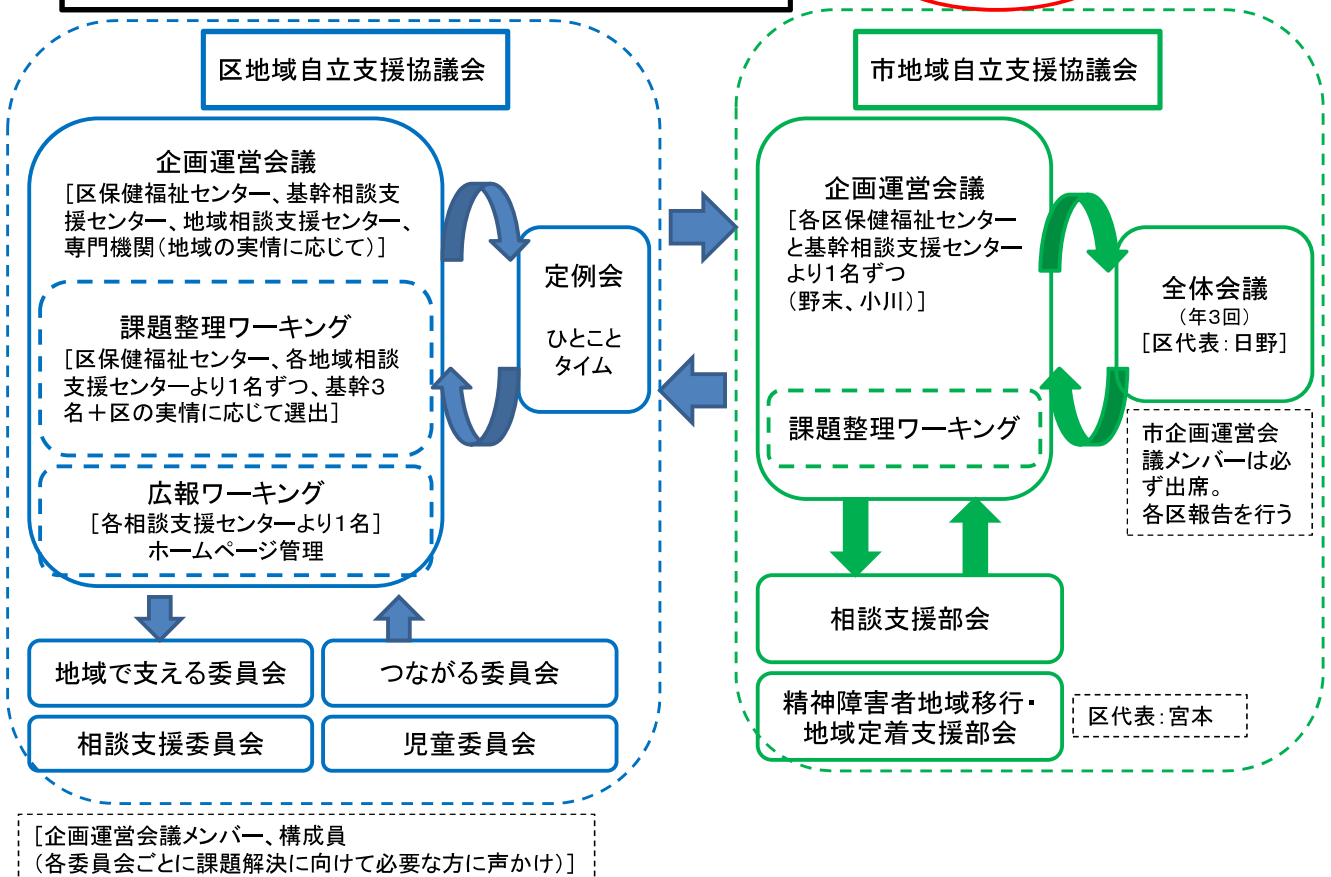 区地域自立支援協議会
企画運営会議
[区保健福祉センター、基幹相談支
援センター、地域相談支援センター、
専門機関(地域の実情に応じて)]
課題整理ワーキング
[区保健福祉センター、各地域相談
支援センターより1名ずつ、基幹3
名+区の実情に応じて選出]
広報ワーキング
[各相談支援センターより1名]
ホームページ管理
定例会
ひとこと
タイム
地域で支える委員会
つながる委員会
相談支援委員会
児童委員会
[企画運営会議メンバー、構成員
(各委員会ごとに課題解決に向けて必要な方に声かけ)]
市地域自立支援協議会
企画運営会議
[各区保健福祉センター
と基幹相談支援センター
より1名ずつ
(野末、小川)]
課題整理ワーキング
全体会議
(年3回)
[区代表:日野]
市企画運営会
議メンバーは必
ず出席。
各区報告を行う
相談支援部会
精神障害者地域移行・
地域定着支援部会
区代表:宮本